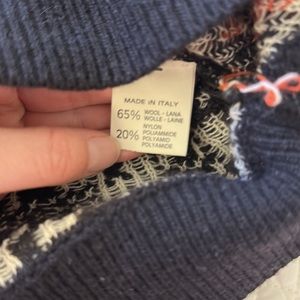 MADE IN ITALY
65% WOOL - LANA
WOLLE - LAINE
20% NYLON
POLIAMMIDE
POLYAMID
POLYAMIDE